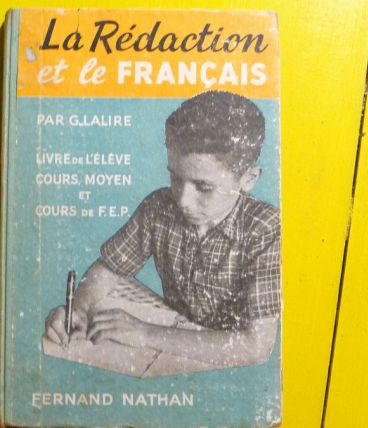 La Rédaction
et le FRANÇAIS
PAR G. LALIRE
LIVRE DE L'ÉLÈVE
COURS, MOYEN
ET
COURS DE F.E.P.
FERNAND NATHAN